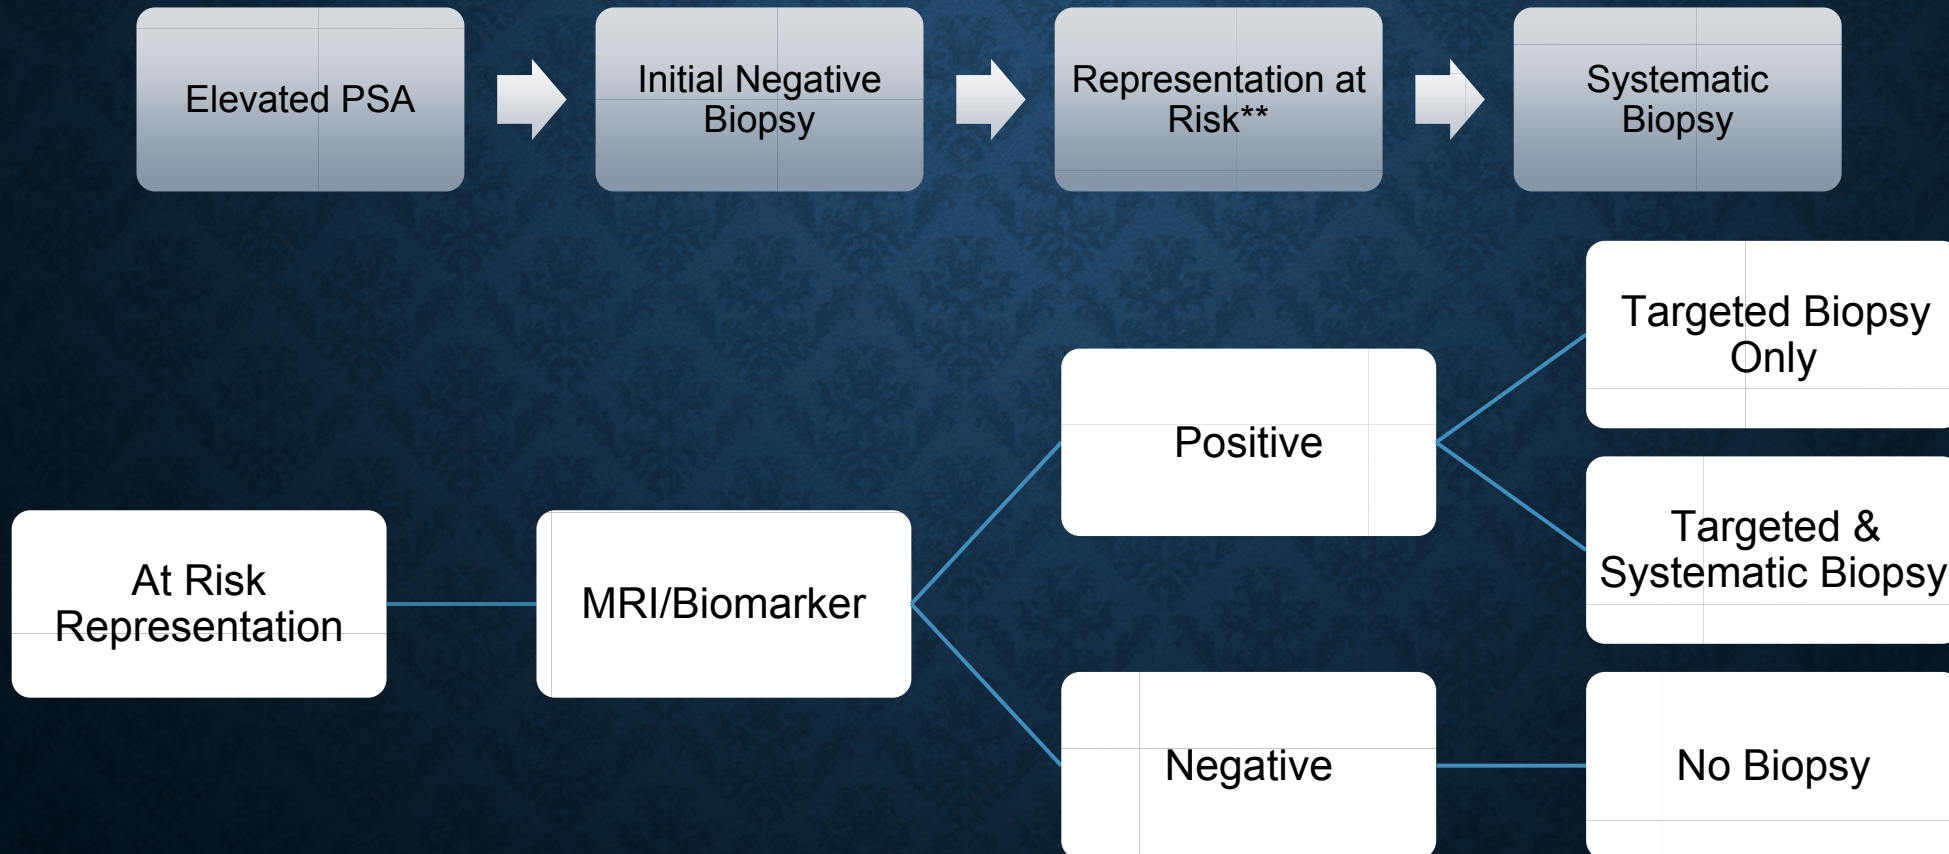 Elevated PSA
Initial Negative
Biopsy
Representation at
Risk**
Systematic
Biopsy
At Risk
Representation
MRI/Biomarker
Positive
Negative
Targeted Biopsy
Only
Targeted &
Systematic Biopsy
No Biopsy